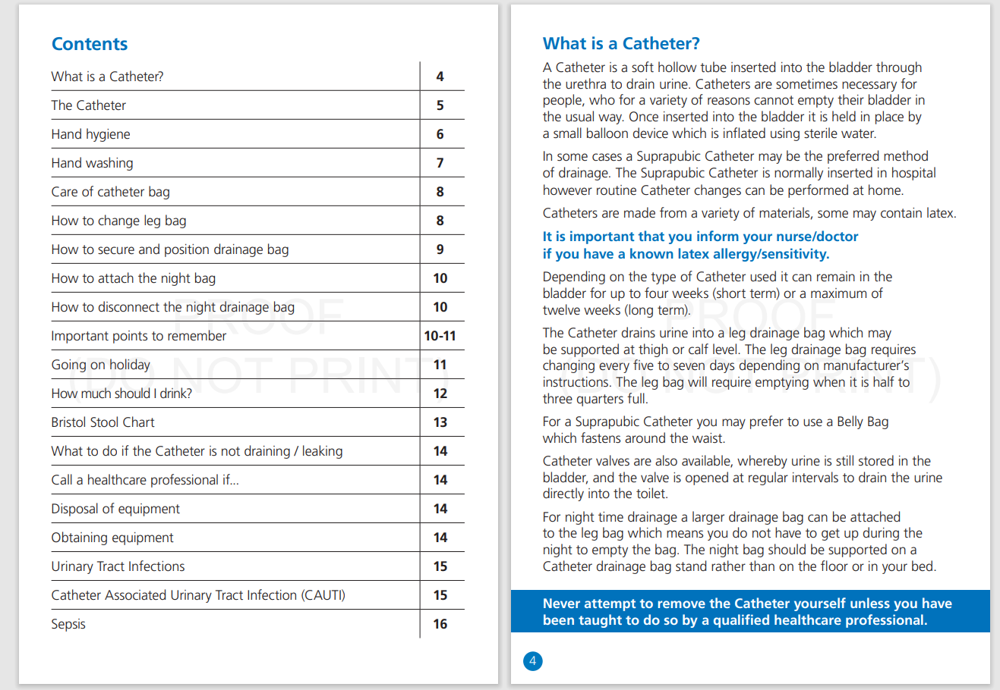 Contents
What is a Catheter? 4
The Catheter 5
Hand hygiene 6
Hand washing 7
Care of catheter bag 8
How to change leg bag 8
How to secure and position drainage bag 9
How to attach the night bag 10
How to disconnect the night drainage bag 10
Important points to remember 10-11
Going on holiday 11
How much should I drink? 12
Bristol Stool Chart 13
What to do if the Catheter is not draining / leaking 14
Call a healthcare professional if... 14
Disposal of equipment 14
Obtaining equipment 14
Urinary Tract Infections 15
Catheter Associated Urinary Tract Infection (CAUTI) 15
Sepsis 16
PROOF
(DO NOT PRINT)
What is a Catheter?
A Catheter is a soft hollow tube inserted into the bladder through
the urethra to drain urine. Catheters are sometimes necessary for
people, who for a variety of reasons cannot empty their bladder in
the usual way. Once inserted into the bladder it is held in place by
a small balloon device which is inflated using sterile water.
In some cases a Suprapubic Catheter may be the preferred method
of drainage. The Suprapubic Catheter is normally inserted in hospital
however routine Catheter changes can be performed at home.
Catheters are made from a variety of materials, some may contain latex.
It is important that you inform your nurse/doctor
if you have a known latex allergy/sensitivity.
Depending on the type of Catheter used it can remain in the
bladder for up to four weeks (short term) or a maximum of
twelve weeks (long term).
The Catheter drains urine into a leg drainage bag which may
be supported at thigh or calf level. The leg drainage bag requires
changing every five to seven days depending on manufacturer's
instructions. The leg bag will require emptying when it is half to
three quarters full.
For a Suprapubic Catheter you may prefer to use a Belly Bag
which fastens around the waist.
Catheter valves are also available, whereby urine is still stored in the
bladder, and the valve is opened at regular intervals to drain the urine
directly into the toilet.
For night time drainage a larger drainage bag can be attached
to the leg bag which means you do not have to get up during the
night to empty the bag. The night bag should be supported on a
Catheter drainage bag stand rather than on the floor or in your bed.
Never attempt to remove the Catheter yourself unless you have
been taught to do so by a qualified healthcare professional.
4
PROOF
(DO NOT PRINT)